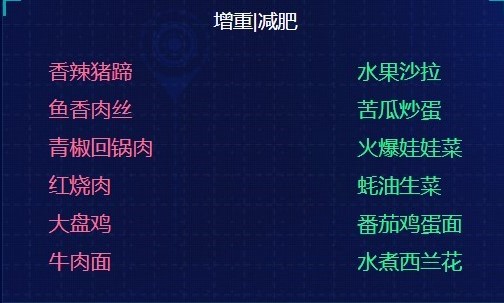 增重|减肥
香辣猪蹄 水果沙拉
鱼香肉丝 苦瓜炒蛋
青椒回锅肉 火爆娃娃菜
红烧肉 蚝油生菜
大盘鸡 番茄鸡蛋面
牛肉面 水煮西兰花